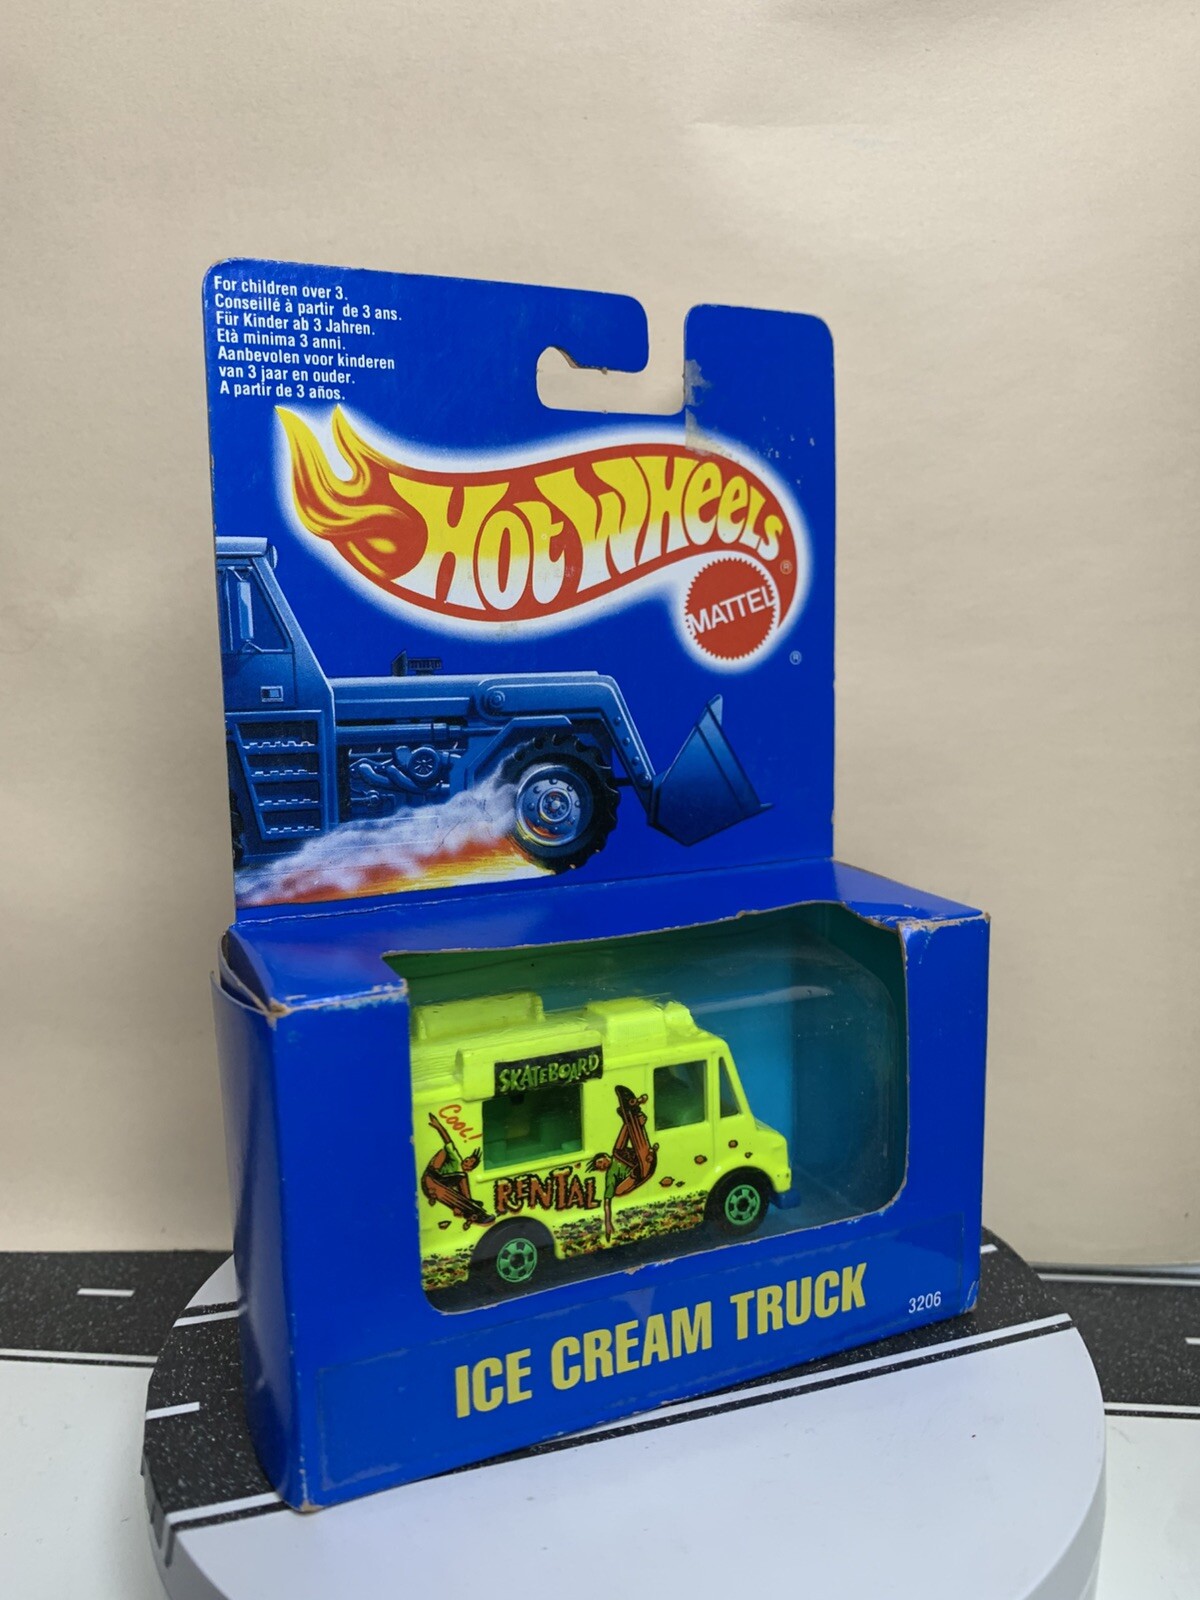 For children over 3.
Conseillé à partir de 3 ans.
Für Kinder ab 3 Jahren.
Età minima 3 anni.
Aanbevolen voor kinderen
van 3 jaar en ouder.
A partir de 3 años.
Hot Wheels ®
MATTEL
®
SKATEBOARD
COOL!
RENTAL
ICE CREAM TRUCK
3206